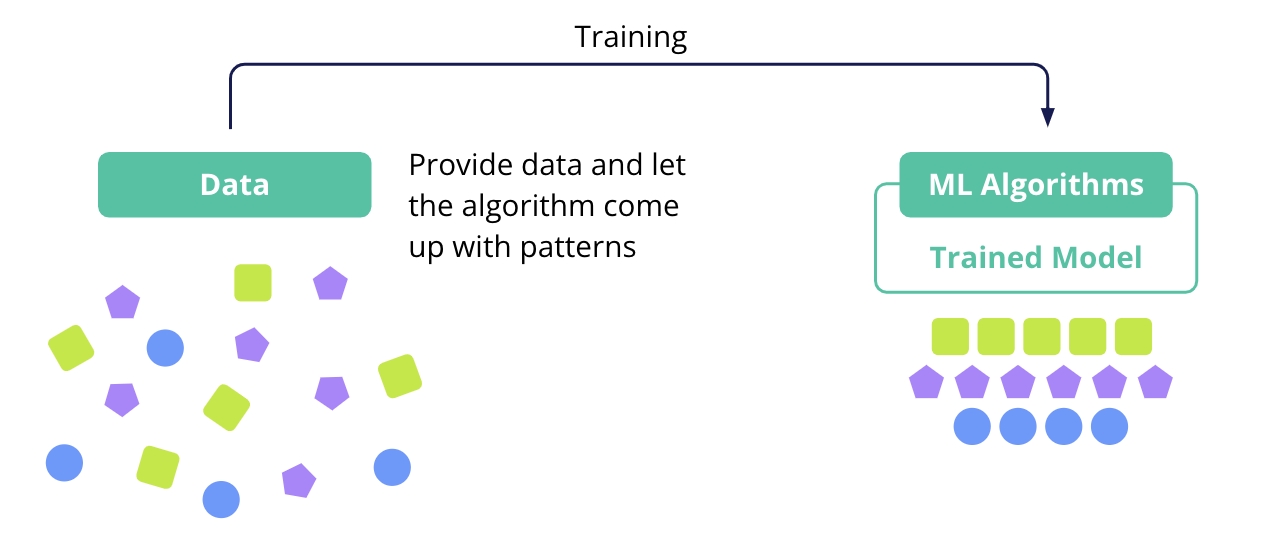 Training
Data
Provide data and let
the algorithm come
up with patterns
ML Algorithms
Trained Model